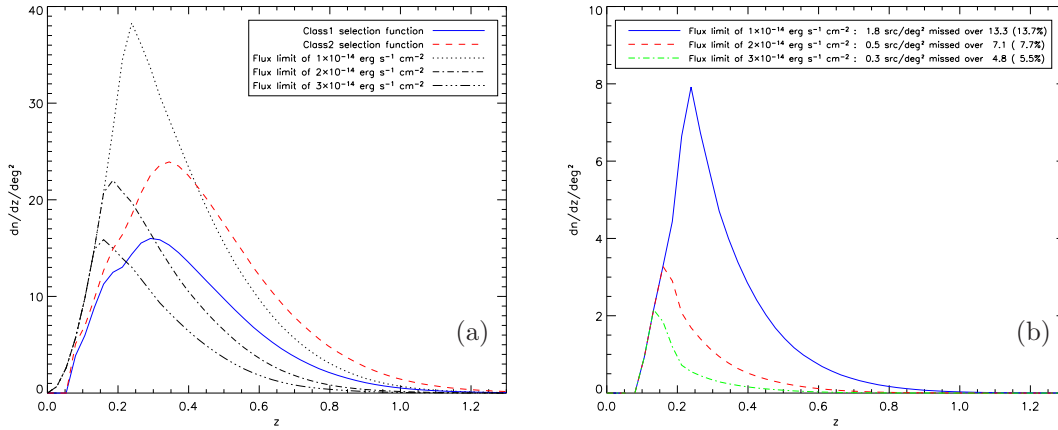 Class1 selection function
Class2 selection function
Flux limit of 1×10⁻¹⁴ erg s⁻¹ cm⁻²
Flux limit of 2×10⁻¹⁴ erg s⁻¹ cm⁻²
Flux limit of 3×10⁻¹⁴ erg s⁻¹ cm⁻²
40
30
20
10
0
dn/dz/deg²
0.0 0.2 0.4 0.6 0.8 1.0 1.2
z
(a)
Flux limit of 1×10⁻¹⁴ erg s⁻¹ cm⁻² : 1.8 src/deg² missed over 13.3 (13.7%)
Flux limit of 2×10⁻¹⁴ erg s⁻¹ cm⁻² : 0.5 src/deg² missed over 7.1 ( 7.7%)
Flux limit of 3×10⁻¹⁴ erg s⁻¹ cm⁻² : 0.3 src/deg² missed over 4.8 ( 5.5%)
10
8
6
4
2
0
dn/dz/deg²
0.0 0.2 0.4 0.6 0.8 1.0 1.2
z
(b)